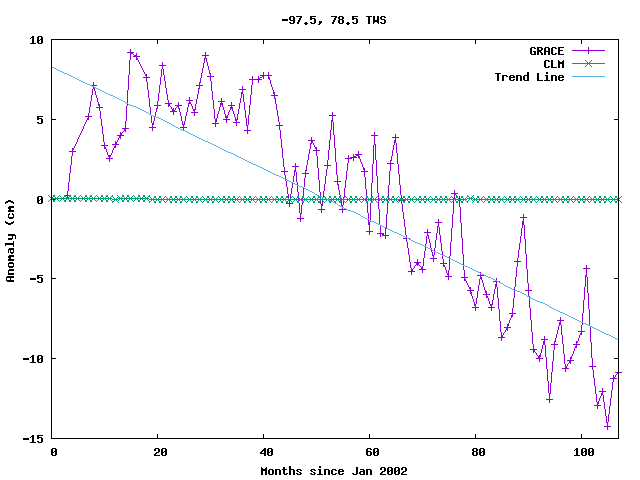 -97.5, 78.5 TWS
GRACE
CLM
Trend Line
10
5
0
-5
-10
-15
Anomaly (cm)
0 20 40 60 80 100
Months since Jan 2002